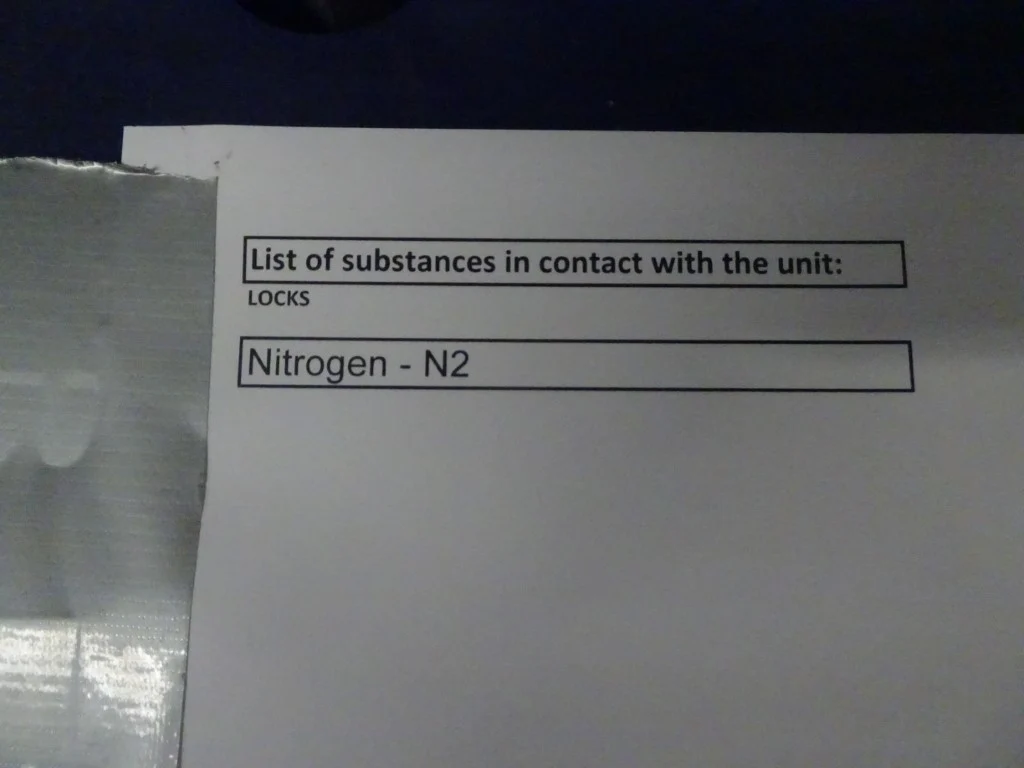 List of substances in contact with the unit:
LOCKS
Nitrogen - N2